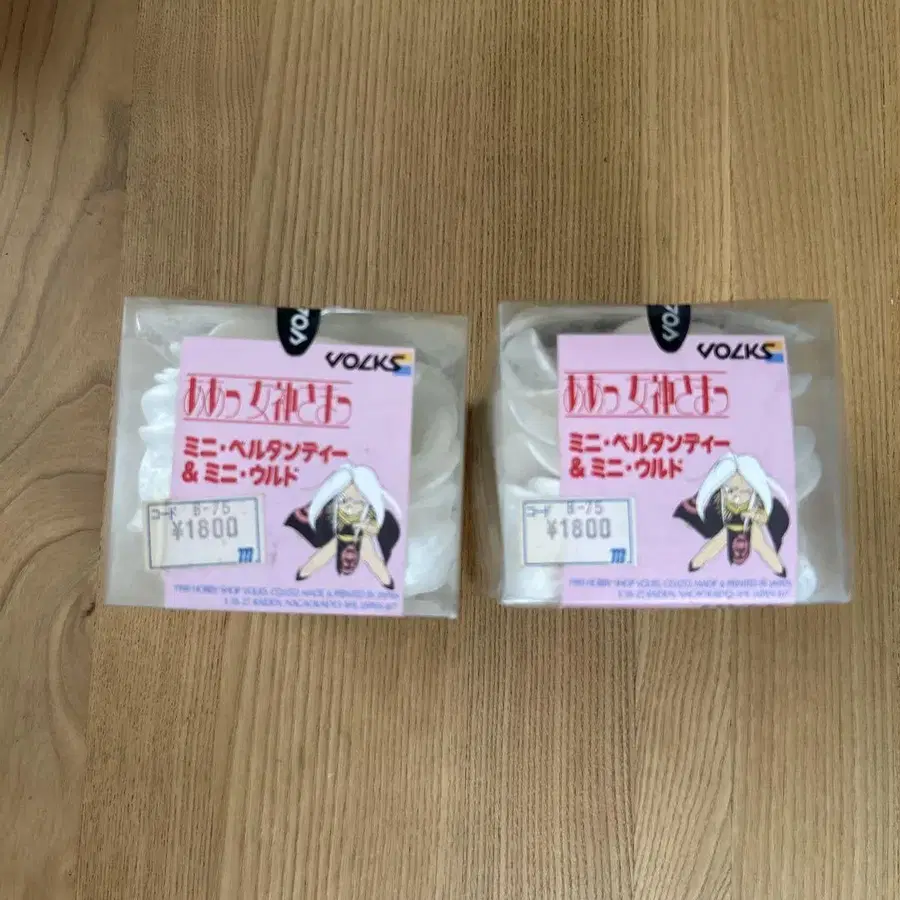 VOLKS
VOLKS
ああっ女神さまっ
ミニ・ベルダンディー
& ミニ・ウルド
コード B-75
¥1800
m
VOLKS
VOLKS
ああっ女神さまっ
ミニ・ベルダンディー
& ミニ・ウルド
コード B-75
¥1800
m